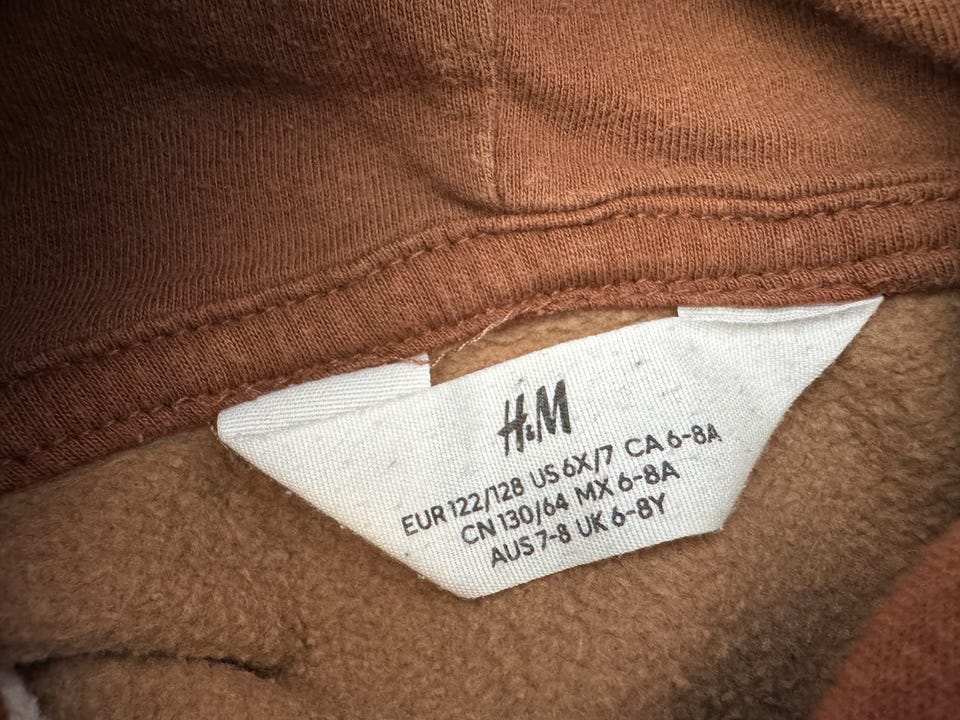 H&M
EUR 122/128 US 6X/7 CA 6-8A
CN 130/64 MX 6-8A
AUS 7-8 UK 6-8Y